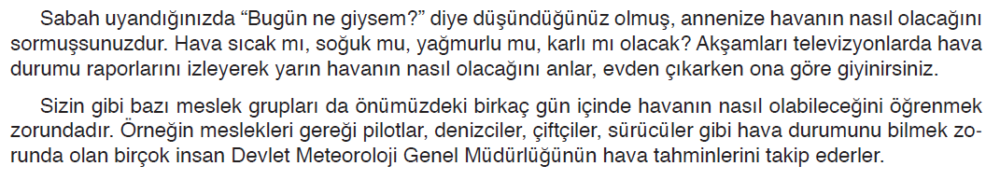 Sabah uyandığınızda “Bugün ne giysem?” diye düşündüğünüz olmuş, annenize havanın nasıl olacağını
sormuşsunuzdur. Hava sıcak mı, soğuk mu, yağmurlu mu, karlı mı olacak? Akşamları televizyonlarda hava
durumu raporlarını izleyerek yarın havanın nasıl olacağını anlar, evden çıkarken ona göre giyinirsiniz.
Sizin gibi bazı meslek grupları da önümüzdeki birkaç gün içinde havanın nasıl olabileceğini öğrenmek
zorundadır. Örneğin meslekleri gereği pilotlar, denizciler, çiftçiler, sürücüler gibi hava durumunu bilmek zo-
runda olan birçok insan Devlet Meteoroloji Genel Müdürlüğünün hava tahminlerini takip ederler.